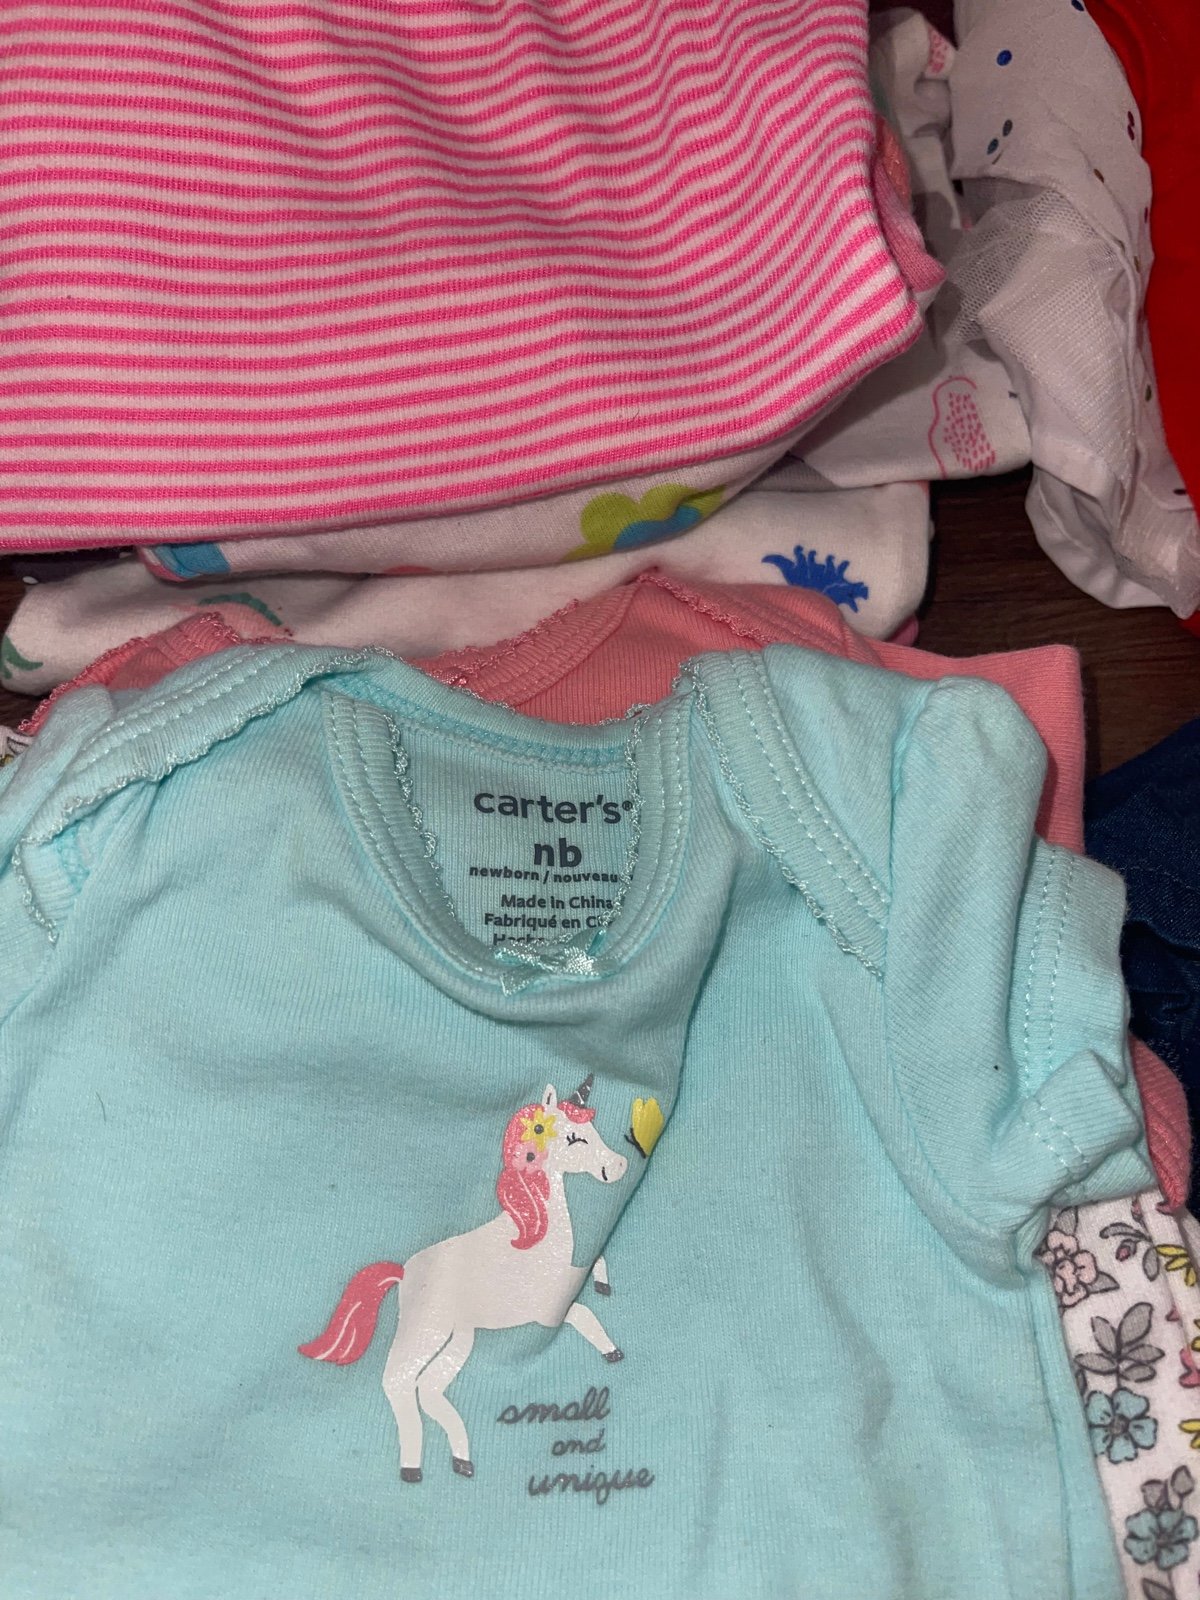 carter's®
nb
newborn / nouveau
Made in China
Fabriqué en
small
and
unique